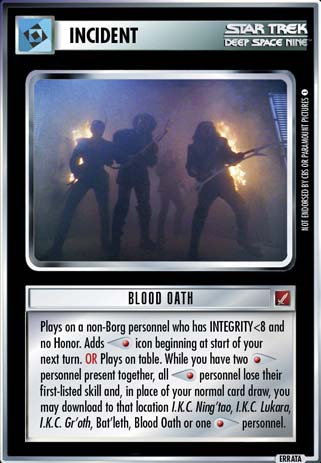 INCIDENT
STAR TREK
DEEP SPACE NINE
NOT ENDORSED BY CBS OR PARAMOUNT PICTURES
BLOOD OATH
Plays on a non-Borg personnel who has INTEGRITY<8 and
no Honor. Adds icon beginning at start of your
next turn. OR Plays on table. While you have two
personnel present together, all personnel lose their
first-listed skill and, in place of your normal card draw, you
may download to that location I.K.C. Ning'tao, I.K.C. Lukara,
I.K.C. Gr'oth, Bat'leth, Blood Oath or one personnel.
ERRATA